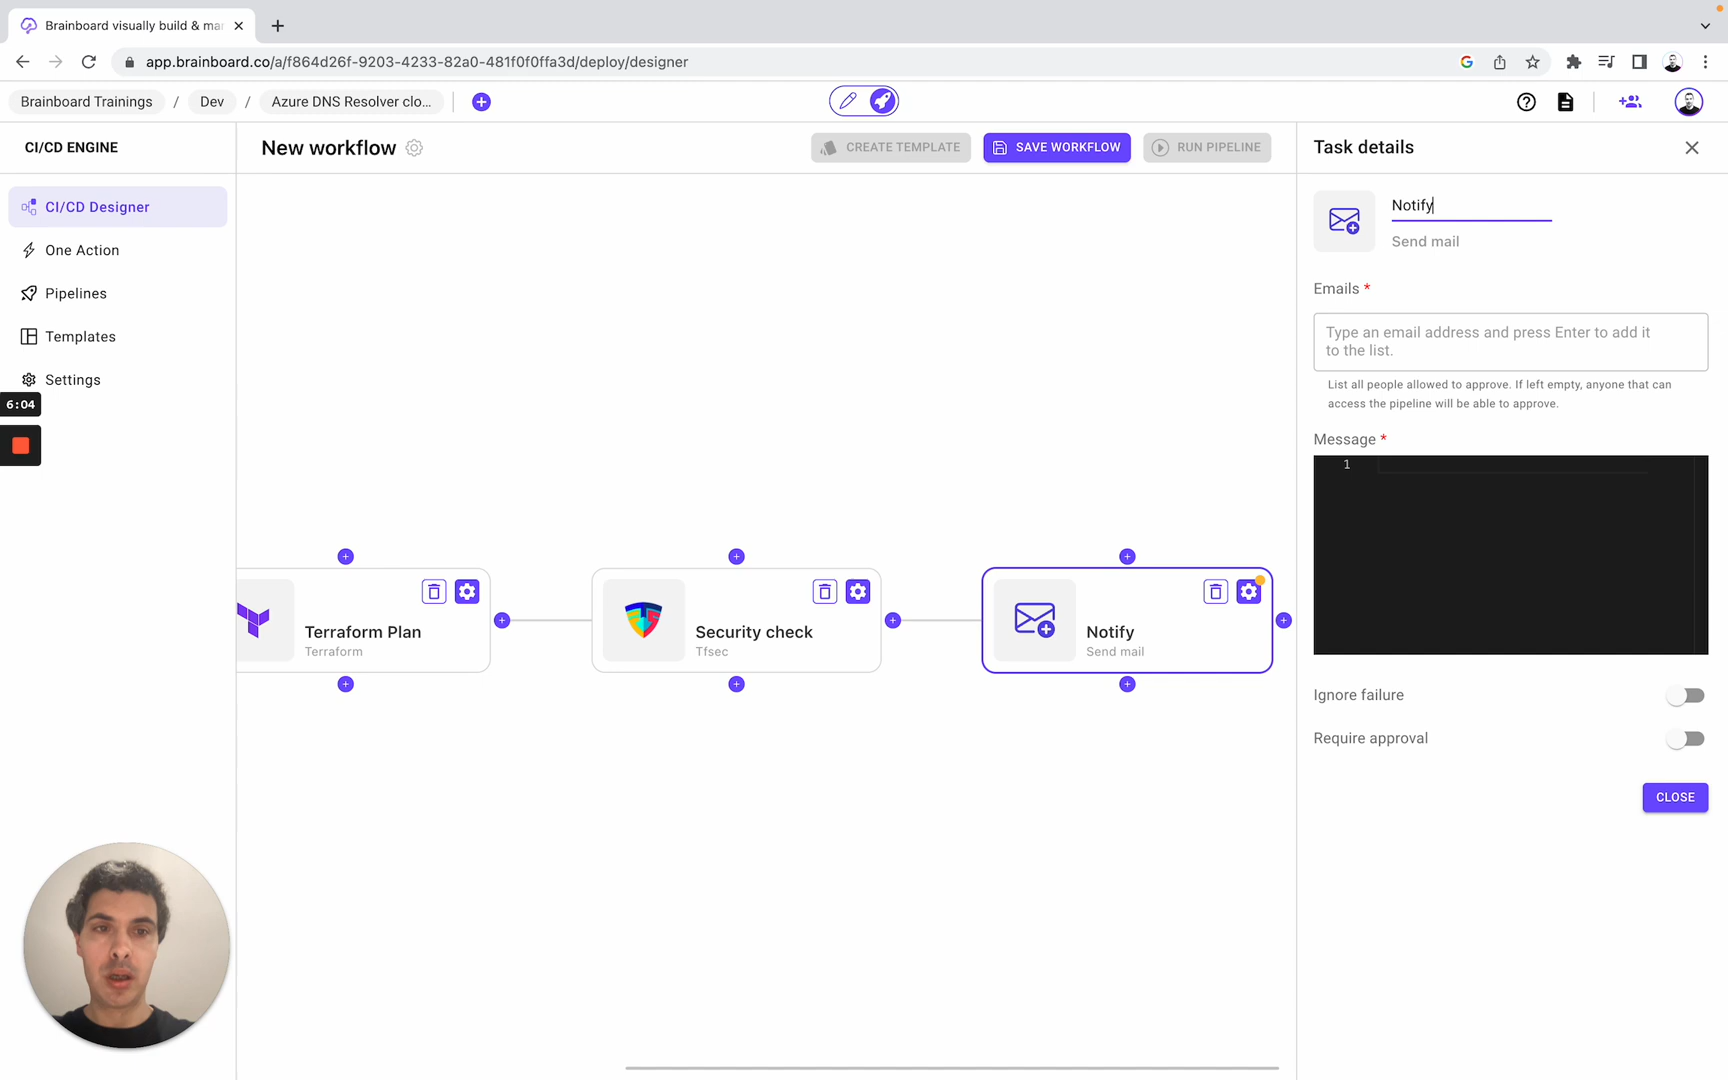 Brainboard visually build & ma
app.brainboard.co/a/f864d26f-9203-4233-82a0-481f0f0ffa3d/deploy/designer
Brainboard Trainings / Dev / Azure DNS Resolver clo...
CI/CD ENGINE
New workflow
CREATE TEMPLATE
SAVE WORKFLOW
RUN PIPELINE
Task details
CI/CD Designer
One Action
Pipelines
Templates
Settings
6:04
Notify
Send mail
Emails *
Type an email address and press Enter to add it
to the list.
List all people allowed to approve. If left empty, anyone that can
access the pipeline will be able to approve.
Message *
1
Terraform Plan
Terraform
Security check
Tfsec
Notify
Send mail
Ignore failure
Require approval
CLOSE